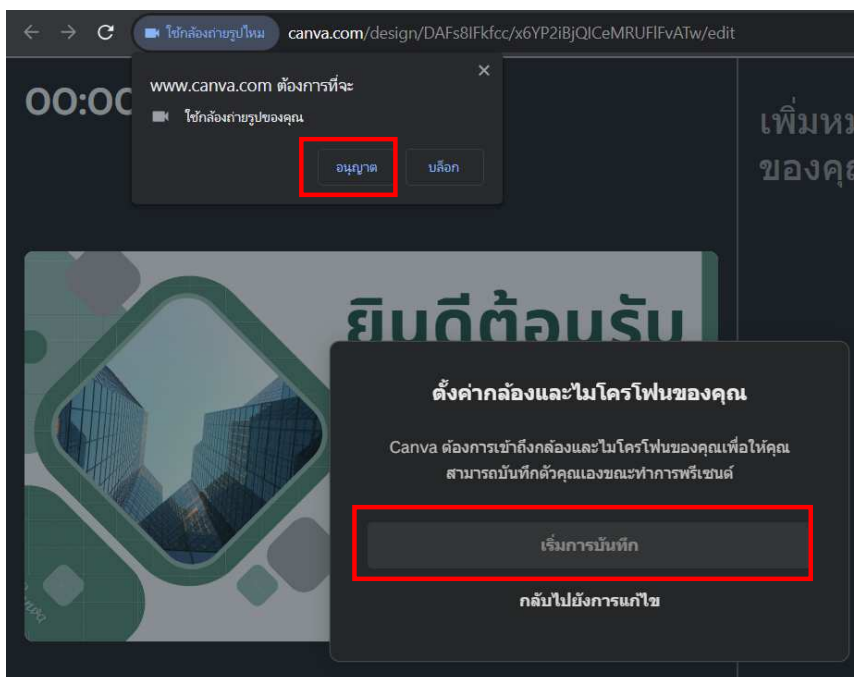 ใช้กล้องถ่ายรูปไหม canva.com/design/DAFs8IFkfcc/x6YP2iBjQICeMRUFlFvATw/edit
www.canva.com ต้องการที่จะ
ใช้กล้องถ่ายรูปของคุณ
อนุญาต บล็อก
00:00
เพิ่มหม
ของคุณ
ยินดีต้อนรับ
ตั้งค่ากล้องและไมโครโฟนของคุณ
Canva ต้องการเข้าถึงกล้องและไมโครโฟนของคุณเพื่อให้คุณ
สามารถบันทึกตัวคุณเองขณะทำการพรีเซนต์
เริ่มการบันทึก
กลับไปยังการแก้ไข